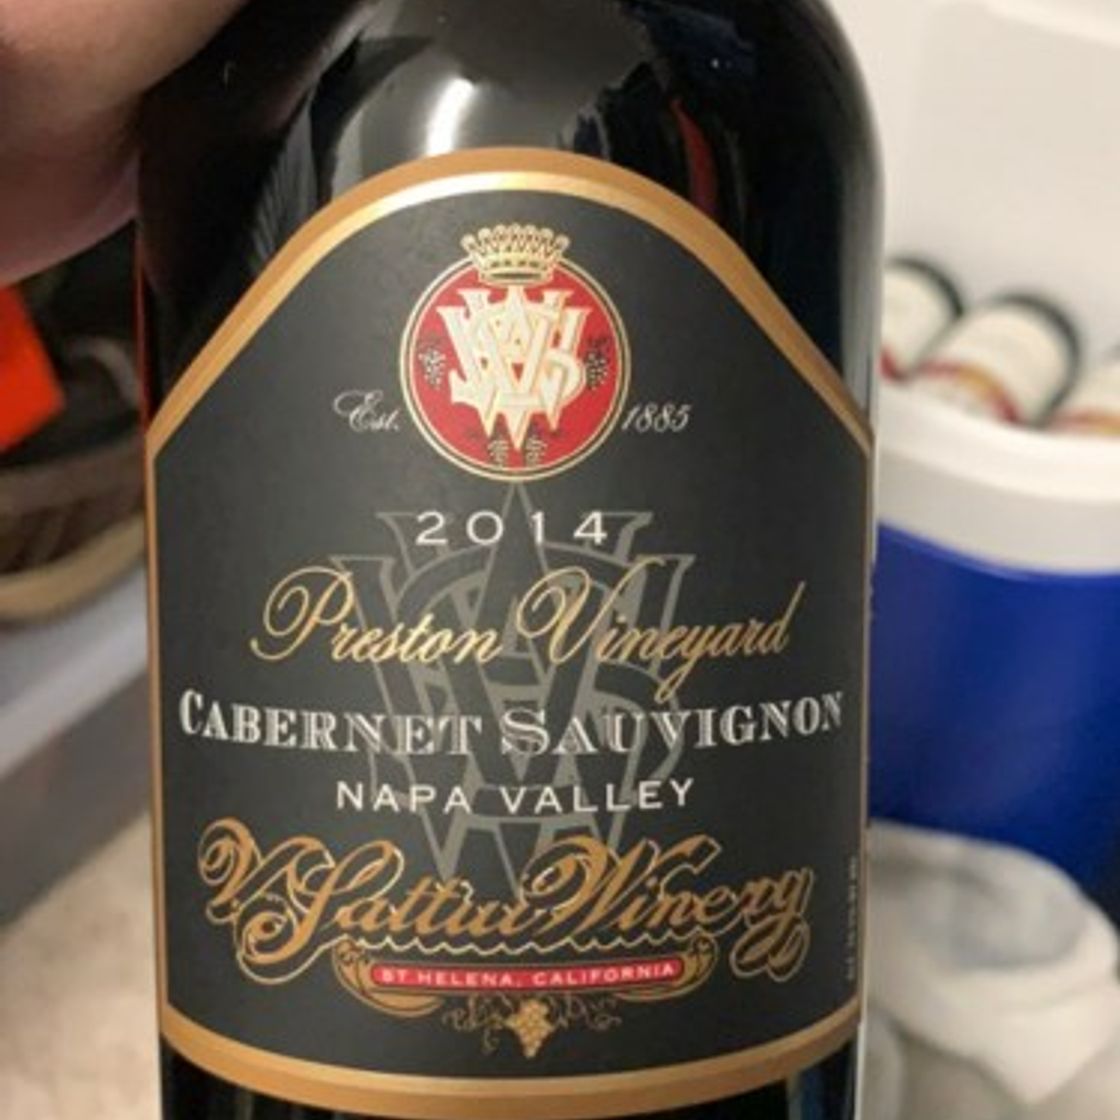 Est. 1885
2014
Preston Vineyard
CABERNET SAUVIGNON
NAPA VALLEY
V. Sattui Winery
ST HELENA, CALIFORNIA